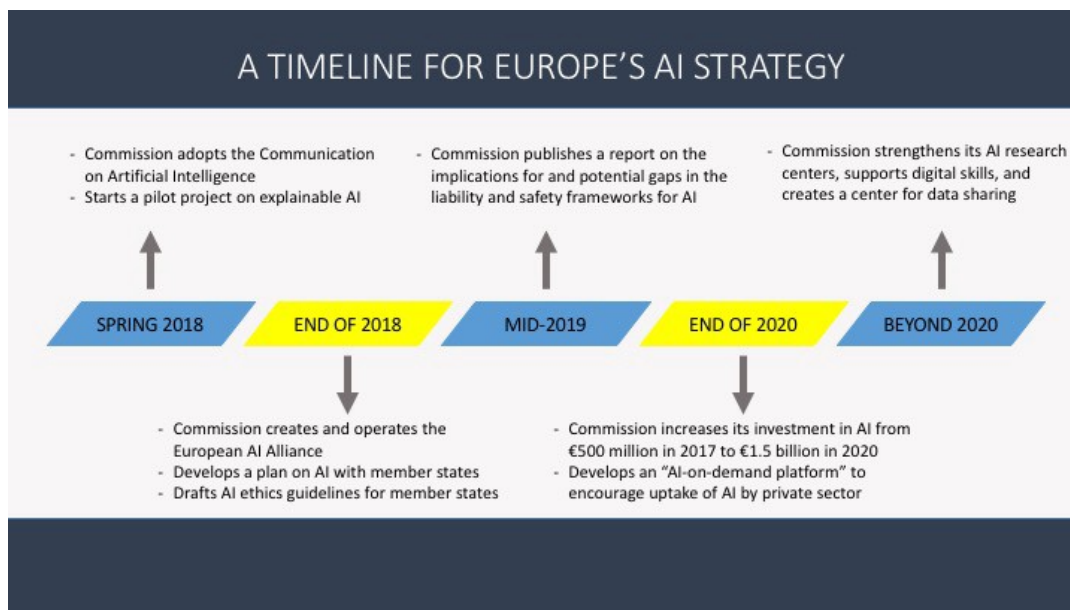 A TIMELINE FOR EUROPE'S AI STRATEGY
- Commission adopts the Communication
on Artificial Intelligence
- Starts a pilot project on explainable AI
- Commission publishes a report on the
implications for and potential gaps in the
liability and safety frameworks for AI
- Commission strengthens its AI research
centers, supports digital skills, and
creates a center for data sharing
SPRING 2018
END OF 2018
MID-2019
END OF 2020
BEYOND 2020
- Commission creates and operates the
European AI Alliance
- Develops a plan on AI with member states
- Drafts AI ethics guidelines for member states
- Commission increases its investment in AI from
€500 million in 2017 to €1.5 billion in 2020
- Develops an “AI-on-demand platform” to
encourage uptake of AI by private sector